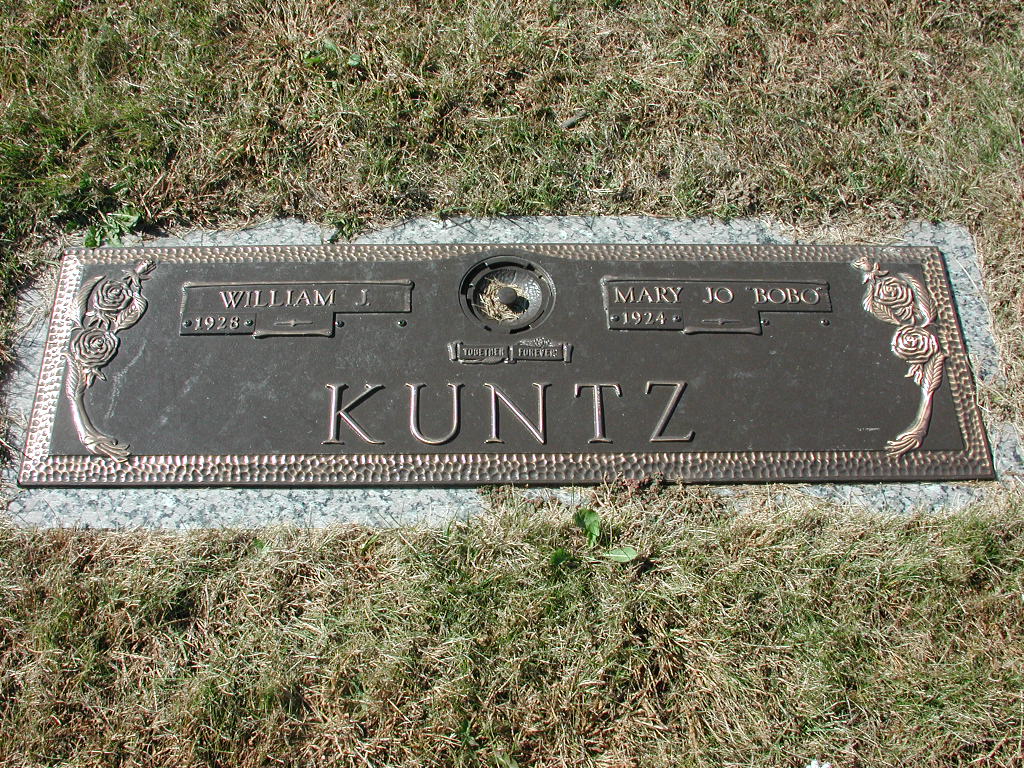 WILLIAM J.
1928
MARY JO "BOBO"
1924
TOGETHER FOREVER
KUNTZ